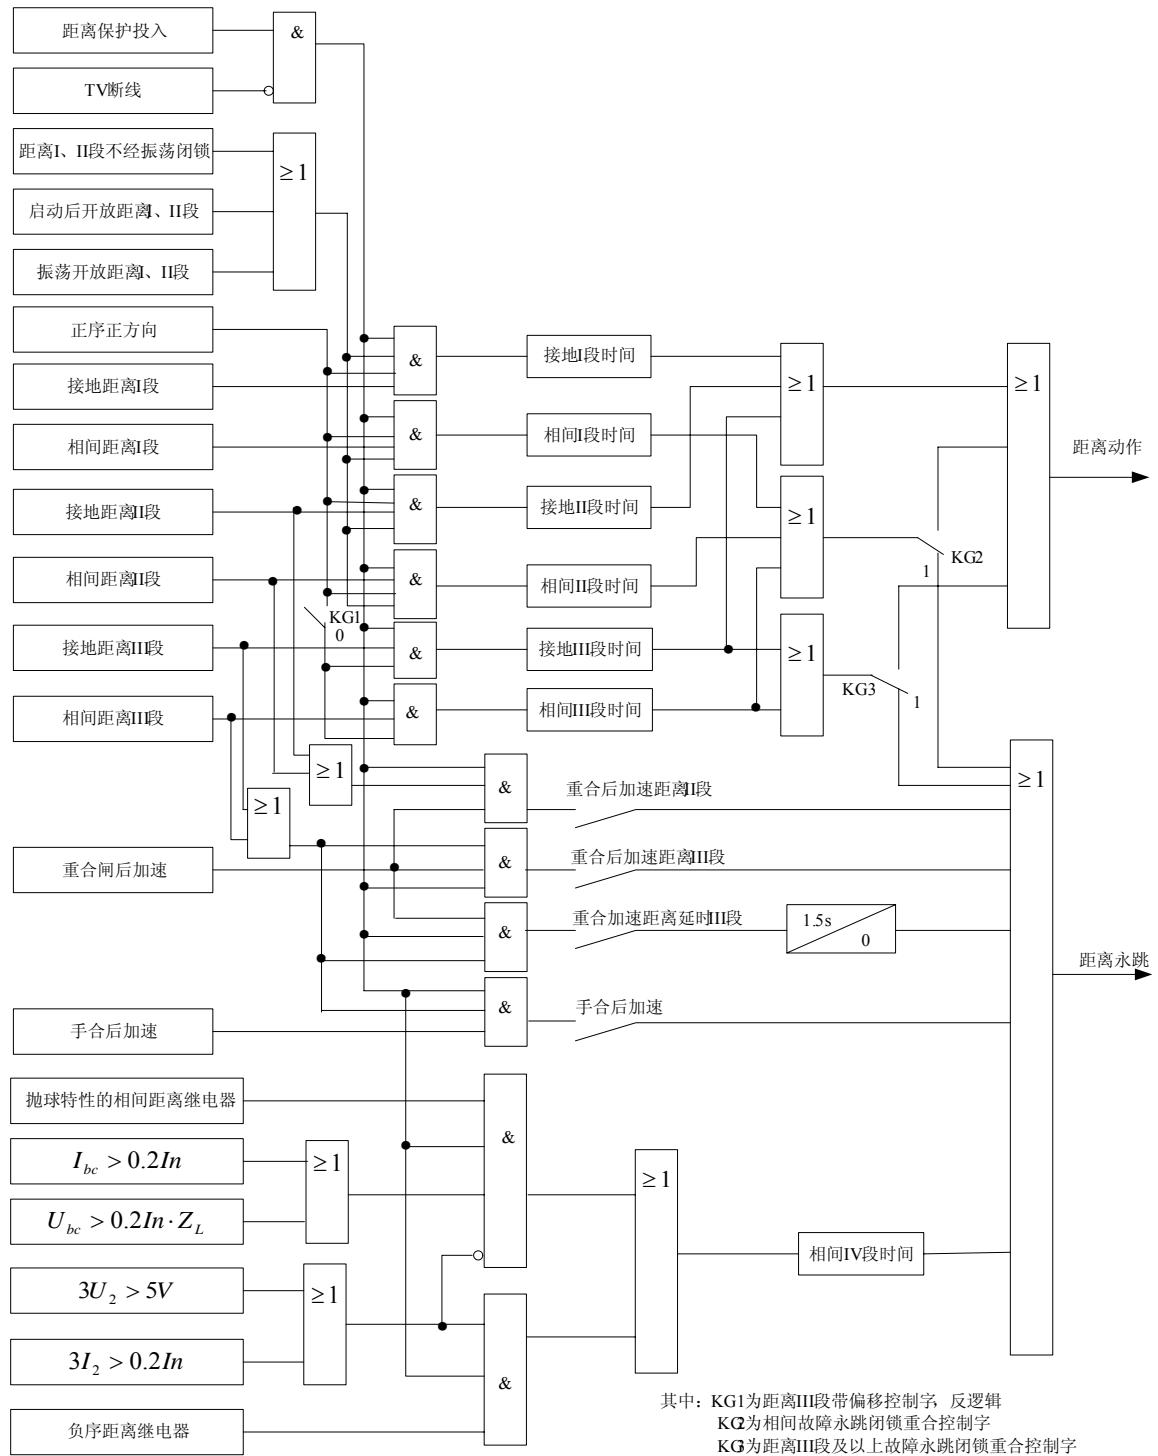 距离保护投入
&
TV断线
距离I、II段不经振荡闭锁
≥1
启动后开放距离I、II段
振荡开放距离I、II段
正序正方向
&
接地I段时间
≥1
≥1
接地距离I段
相间距离I段
&
相间I段时间
距离动作
接地距离II段
&
接地II段时间
≥1
相间距离II段
&
相间II段时间
KG2
1
KG1
0
接地距离III段
&
接地III段时间
≥1
KG3
1
相间距离III段
&
相间III段时间
≥1
&
重合后加速距离II段
≥1
≥1
重合闸后加速
&
重合后加速距离III段
&
重合加速距离延时III段
1.5s
0
距离永跳
手合后加速
&
手合后加速
抛球特性的相间距离继电器
&
I_{bc} > 0.2In
≥1
≥1
U_{bc} > 0.2In·Z_L
相间IV段时间
3U_2 > 5V
≥1
3I_2 > 0.2In
&
负序距离继电器
其中：KG1为距离III段带偏移控制字，反逻辑
KG2为相间故障永跳闭锁重合控制字
KG3为距离III段及以上故障永跳闭锁重合控制字